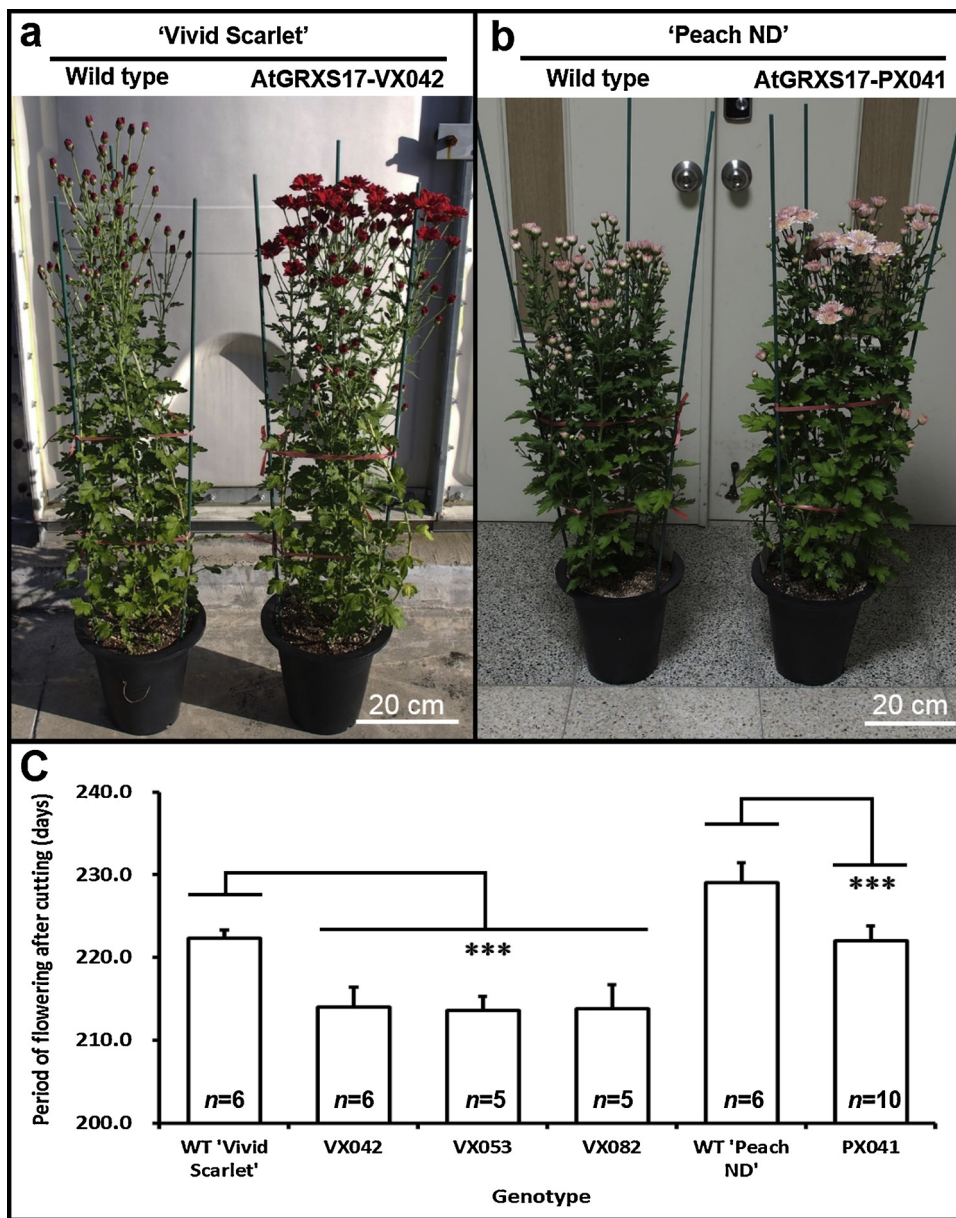 a
'Vivid Scarlet'
Wild type
AtGRXS17-VX042
20 cm
b
'Peach ND'
Wild type
AtGRXS17-PX041
20 cm
C
Period of flowering after cutting (days)
240.0
230.0
220.0
210.0
200.0
***
***
n=6
n=6
n=5
n=5
n=6
n=10
WT 'Vivid
Scarlet'
VX042
VX053
VX082
WT 'Peach
ND'
PX041
Genotype